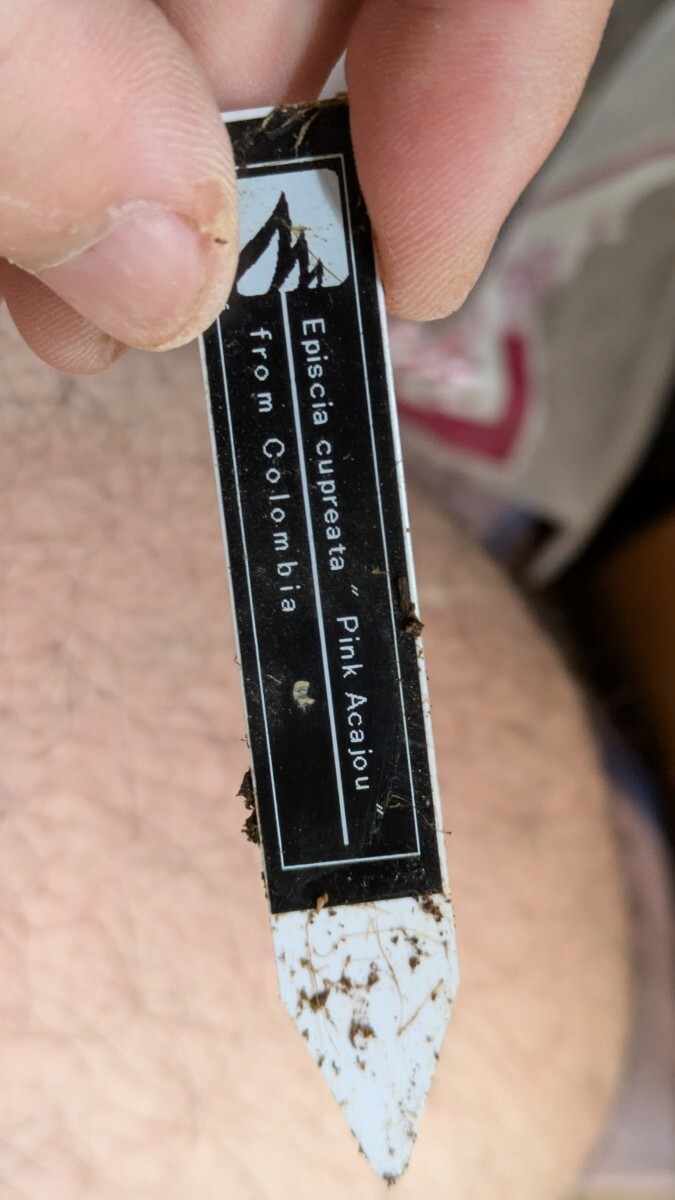 Episcia cupreata 〃 Pink Acajou 〃
from Colombia